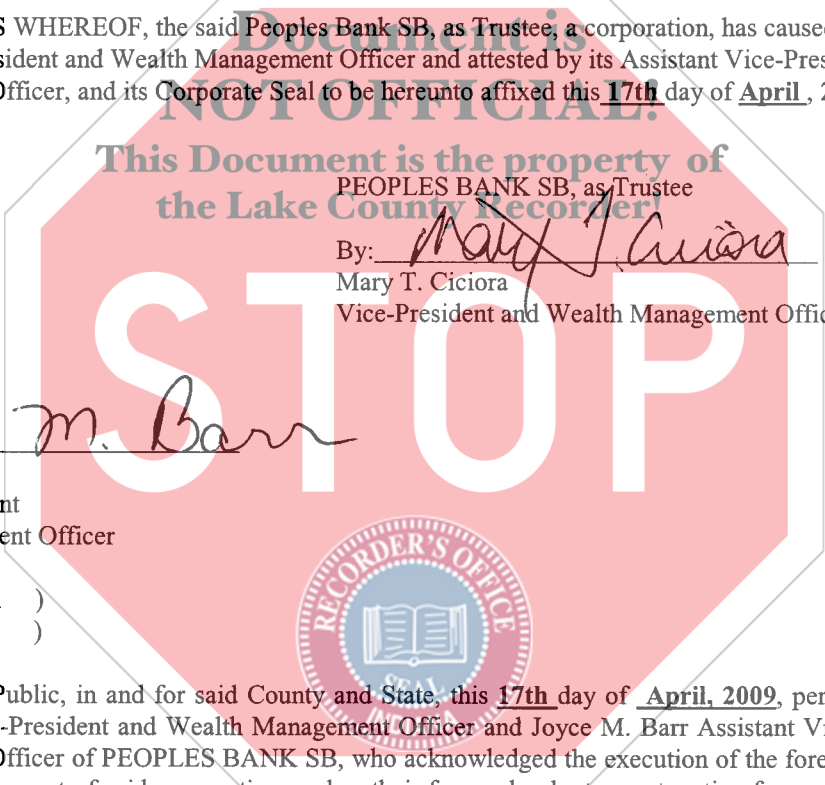 S WHEREOF, the said Peoples Bank SB, as Trustee, a corporation, has caused
Document is
sident and Wealth Management Officer and attested by its Assistant Vice-Pres
Officer, and its Corporate Seal to be hereunto affixed this 17th day of April , 2
NOT OFFICIAL!
This Document is the property of
PEOPLES BANK SB, as Trustee
the Lake County Recorder!
By: Mary T. Ciciora
Mary T. Ciciora
Vice-President and Wealth Management Offic
STOP
M. Barr
nt
ent Officer
)
)
RECORDER'S OFFICE
SEAL
Public, in and for said County and State, this 17th day of April, 2009, per
-President and Wealth Management Officer and Joyce M. Barr Assistant Vi
Officer of PEOPLES BANK SB, who acknowledged the execution of the fore